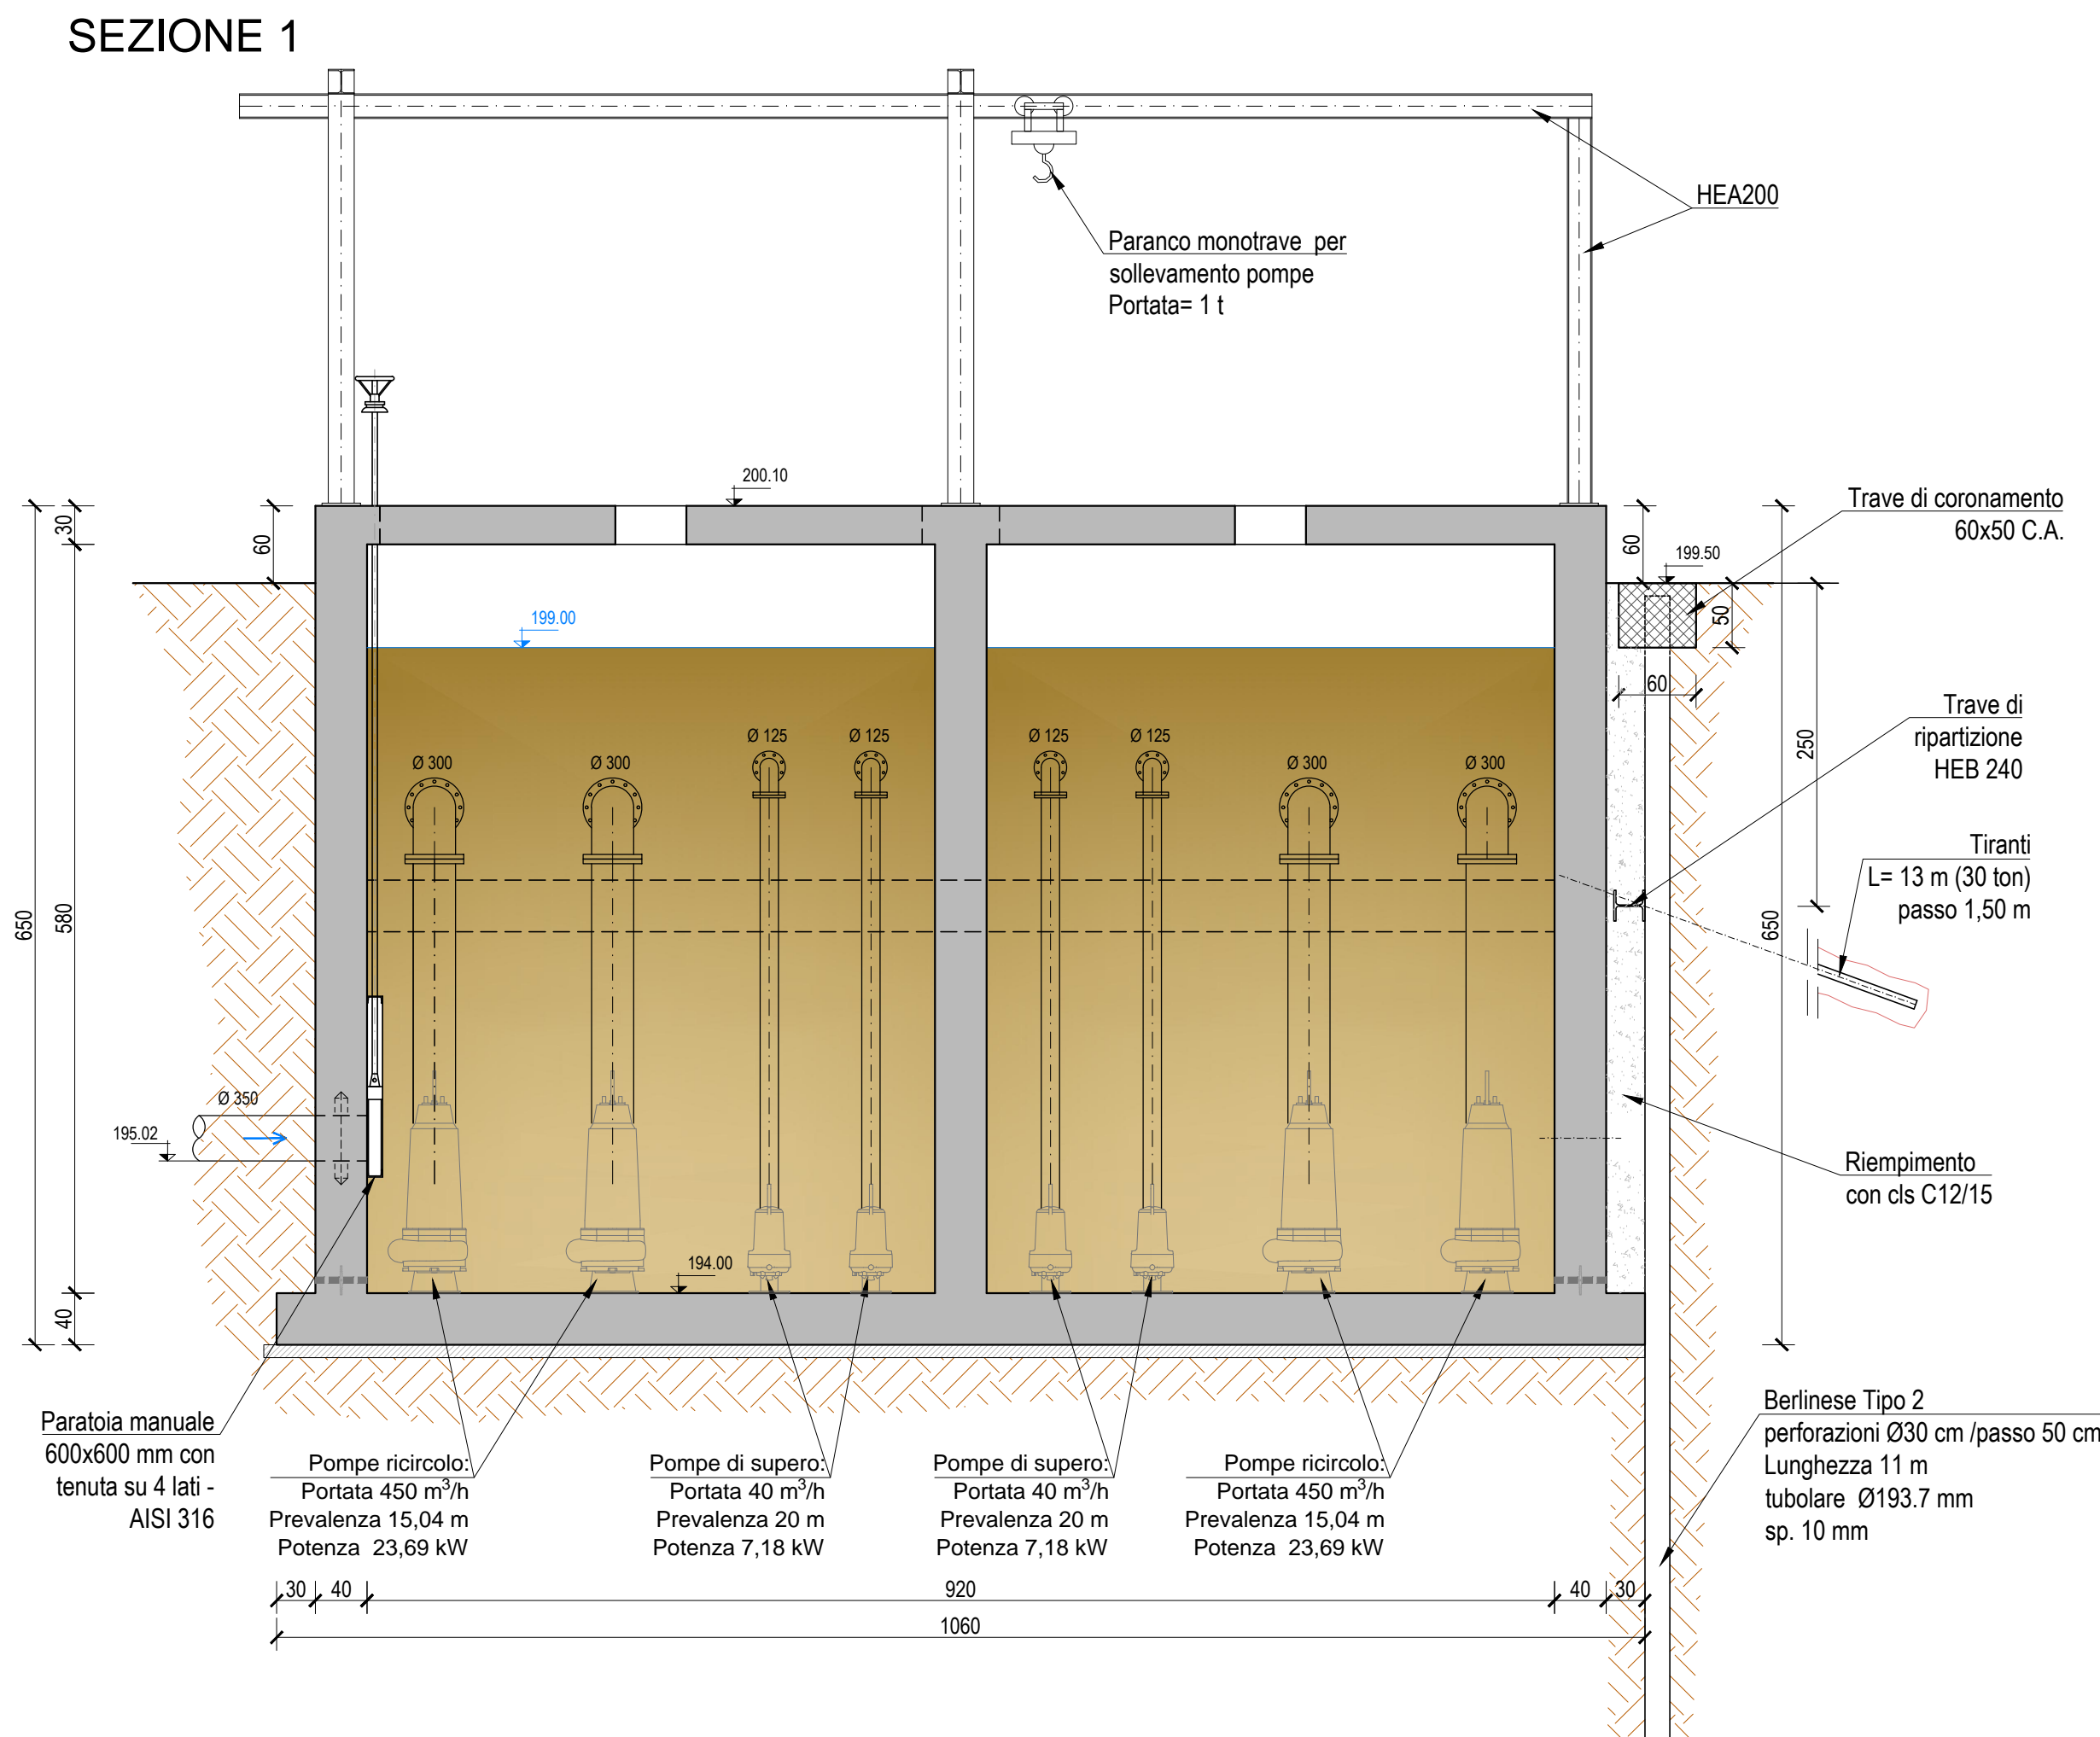 SEZIONE 1
HEA200
Paranco monotrave per
sollevamento pompe
Portata= 1 t
200.10
Trave di coronamento
60x50 C.A.
30
60
60
199.50
50
199.00
60
Trave di
ripartizione
HEB 240
250
Ø 300
Ø 300
Ø 125
Ø 125
Ø 125
Ø 125
Ø 300
Ø 300
Tiranti
L= 13 m (30 ton)
passo 1,50 m
650
580
650
Ø 350
195.02
Riempimento
con cls C12/15
194.00
40
Paratoia manuale
600x600 mm con
tenuta su 4 lati -
AISI 316
Pompe ricircolo:
Portata 450 m³/h
Prevalenza 15,04 m
Potenza 23,69 kW
Pompe di supero:
Portata 40 m³/h
Prevalenza 20 m
Potenza 7,18 kW
Pompe di supero:
Portata 40 m³/h
Prevalenza 20 m
Potenza 7,18 kW
Pompe ricircolo:
Portata 450 m³/h
Prevalenza 15,04 m
Potenza 23,69 kW
Berlinese Tipo 2
perforazioni Ø30 cm /passo 50 cm
Lunghezza 11 m
tubolare Ø193.7 mm
sp. 10 mm
30 40 920 40 30
1060